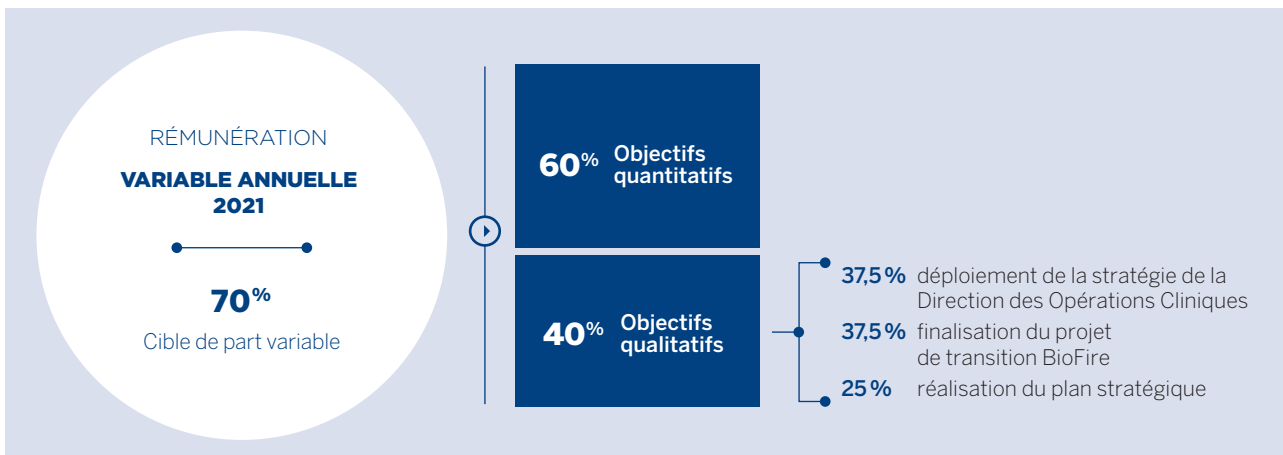 RÉMUNÉRATION
VARIABLE ANNUELLE
2021
70%
Cible de part variable
60% Objectifs
quantitatifs
40% Objectifs
qualitatifs
37,5% déploiement de la stratégie de la
Direction des Opérations Cliniques
37,5% finalisation du projet
de transition BioFire
25% réalisation du plan stratégique